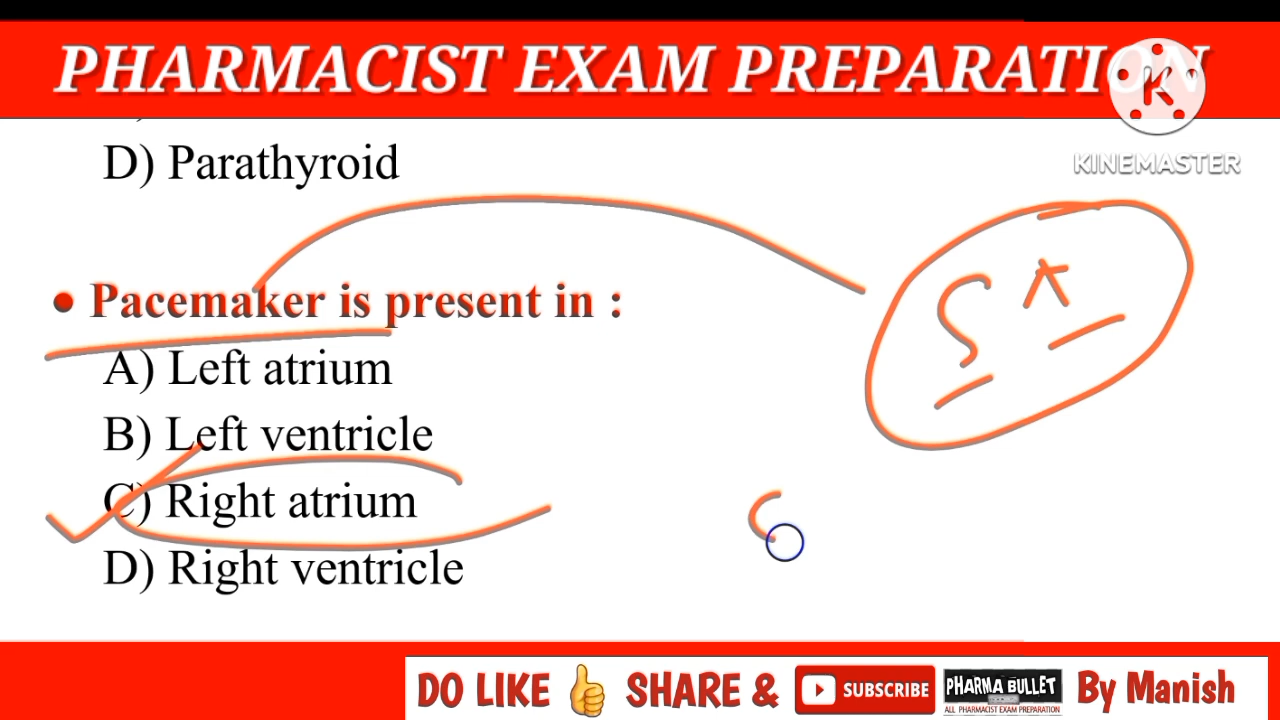 PHARMACIST EXAM PREPARATION
KINEMASTER
D) Parathyroid
• Pacemaker is present in :
A) Left atrium
B) Left ventricle
C) Right atrium
D) Right ventricle
DO LIKE SHARE & SUBSCRIBE PHARMA BULLET By Manish
ALL PHARMACIST EXAM PREPARATION